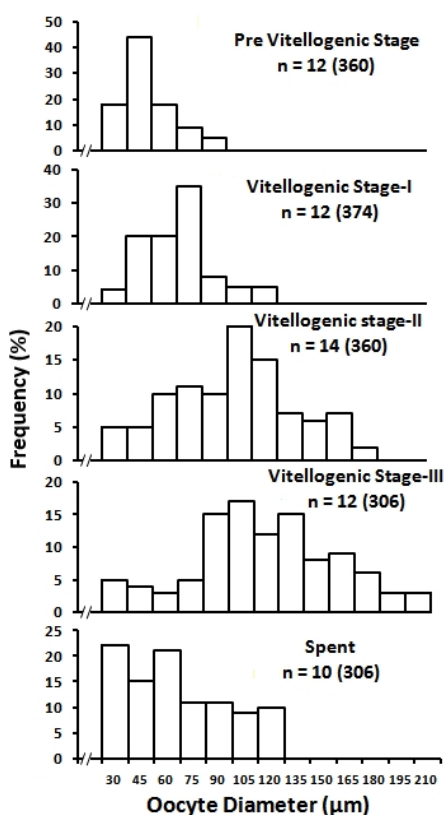 50
Pre Vitellogenic Stage
40
n = 12 (360)
30
20
10
0
40
Vitellogenic Stage-I
30
n = 12 (374)
20
10
0
20
Vitellogenic stage-II
n = 14 (360)
15
10
5
0
Frequency (%)
Vitellogenic Stage-III
20
n = 12 (306)
15
10
5
0
25
Spent
20
n = 10 (306)
15
10
5
0
30 45 60 75 90 105 120 135 150 165 180 195 210
Oocyte Diameter (µm)